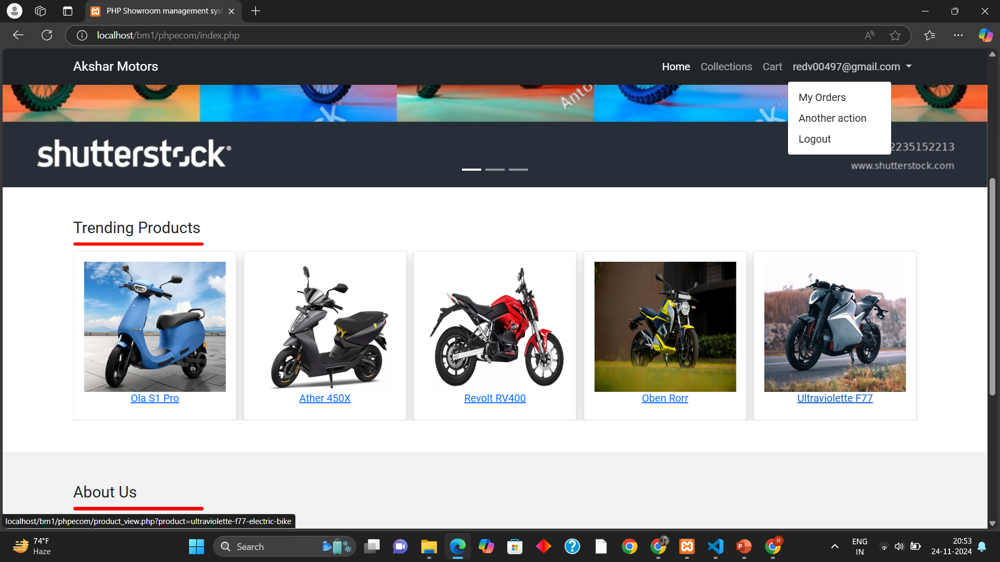 PHP Showroom management syst
localhost/bm1/phpecom/index.php
Akshar Motors
Home
Collections
Cart
redv00497@gmail.com
My Orders
Another action
Logout
Anto
shutterstock
2235152213
www.shutterstock.com
Trending Products
Ola S1 Pro
Ather 450X
Revolt RV400
Oben Rorr
Ultraviolette F77
About Us
localhost/bm1/phpecom/product_view.php?product=ultraviolette-f77-electric-bike
74°F
Haze
Search
ENG
IN
20:53
24-11-2024